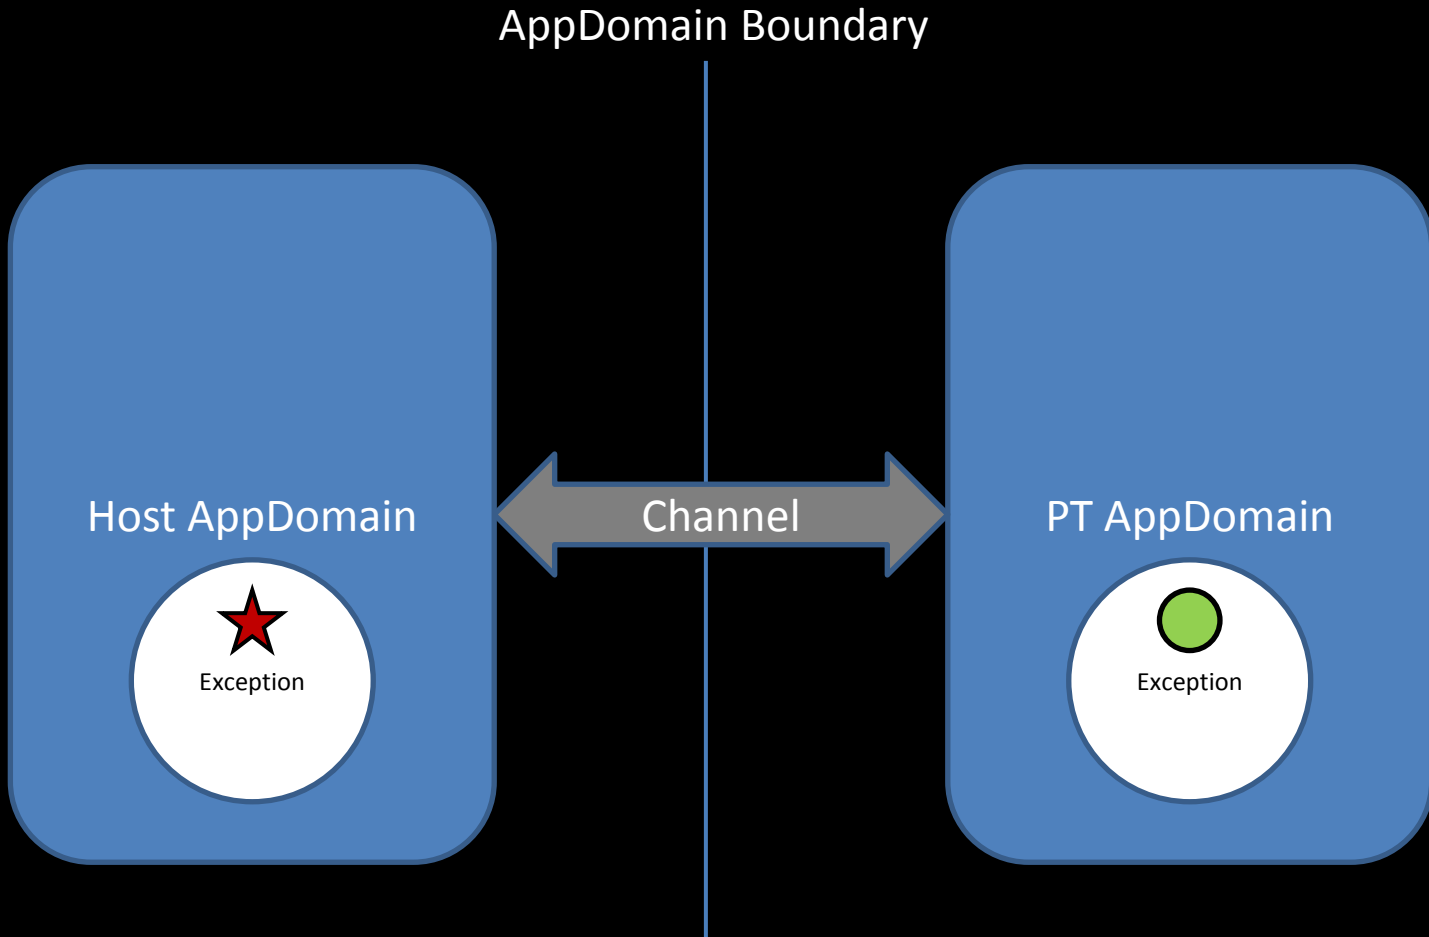 AppDomain Boundary
Host AppDomain
Channel
PT AppDomain
Exception
Exception